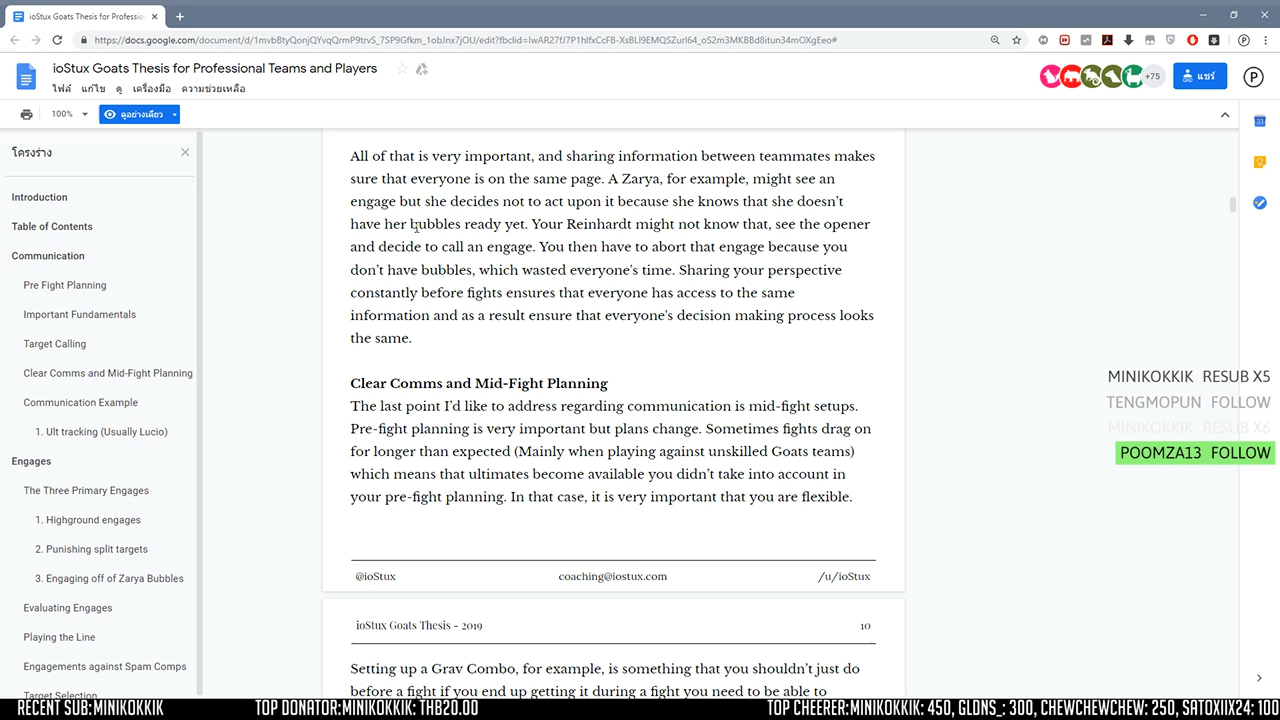 ioStux Goats Thesis for Professio
https://docs.google.com/document/d/1mvbBtyQonjQYvqQrmP9trvS_7SP9Gfkm_1obJnx7jOU/edit?fbclid=IwAR27fJ7P1hlfxCcFB-XsBLl9EMQSZurl64_oS2m3MKBBd8itun34mOXgEeo#
ioStux Goats Thesis for Professional Teams and Players
ไฟล์ แก้ไข ดู เครื่องมือ ความช่วยเหลือ
+75
แชร์
P
100%
ดูอย่างเดียว
โครงร่าง
Introduction
Table of Contents
Communication
Pre Fight Planning
Important Fundamentals
Target Calling
Clear Comms and Mid-Fight Planning
Communication Example
1. Ult tracking (Usually Lucio)
Engages
The Three Primary Engages
1. Highground engages
2. Punishing split targets
3. Engaging off of Zarya Bubbles
Evaluating Engages
Playing the Line
Engagements against Spam Comps
Target Selection
All of that is very important, and sharing information between teammates makes
sure that everyone is on the same page. A Zarya, for example, might see an
engage but she decides not to act upon it because she knows that she doesn't
have her bubbles ready yet. Your Reinhardt might not know that, see the opener
and decide to call an engage. You then have to abort that engage because you
don't have bubbles, which wasted everyone's time. Sharing your perspective
constantly before fights ensures that everyone has access to the same
information and as a result ensure that everyone's decision making process looks
the same.
Clear Comms and Mid-Fight Planning
The last point I'd like to address regarding communication is mid-fight setups.
Pre-fight planning is very important but plans change. Sometimes fights drag on
for longer than expected (Mainly when playing against unskilled Goats teams)
which means that ultimates become available you didn't take into account in
your pre-fight planning. In that case, it is very important that you are flexible.
@ioStux coaching@iostux.com /u/ioStux
ioStux Goats Thesis - 2019 10
Setting up a Grav Combo, for example, is something that you shouldn't just do
before a fight if you end up getting it during a fight you need to be able to
MINIKOKKIK RESUB X5
TENGMOPUN FOLLOW
MINIKOKKIK RESUB X6
POOMZA13 FOLLOW
RECENT SUB:MINIKOKKIK TOP DONATOR:MINIKOKKIK: THB20.00 TOP CHEERER:MINIKOKKIK: 450, GLDNS_: 300, CHEWCHEWCHEW: 250, SATOXIIX24: 100